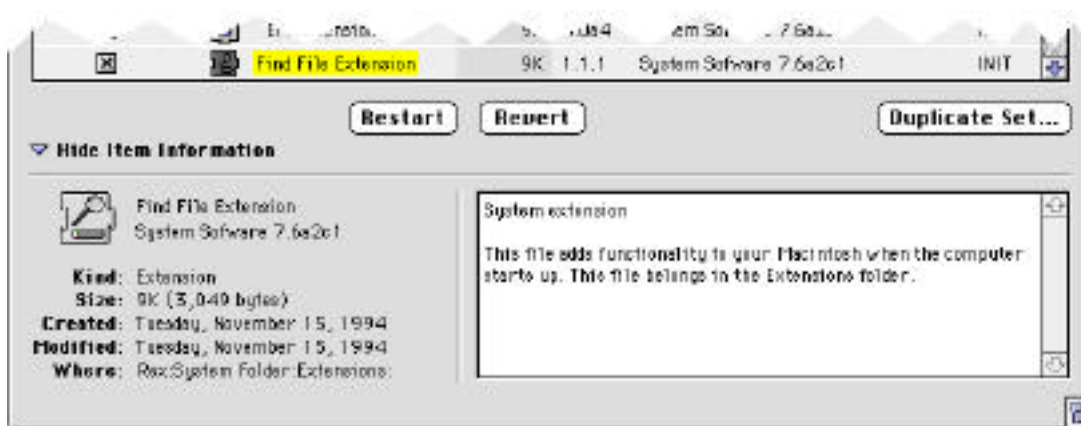 Find File Extension 9K 1.1.1 System Sofware 7.6a2c1 INIT
Restart Revert Duplicate Set...
Hide Item Information
Find File Extension
System Sofware 7.6a2c1
Kind: Extension
Size: 9K (3,049 bytes)
Created: Tuesday, November 15, 1994
Modified: Tuesday, November 15, 1994
Where: Rex:System Folder:Extensions:
System extension
This file adds functionality to your Macintosh when the computer
starts up. This file belongs in the Extensions folder.